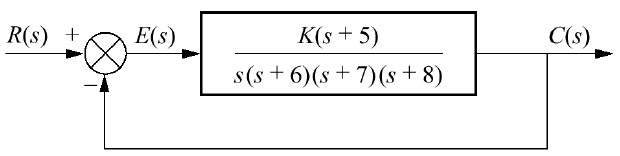 R(s) + E(s) K(s + 5) C(s)
s(s + 6)(s + 7)(s + 8)
−